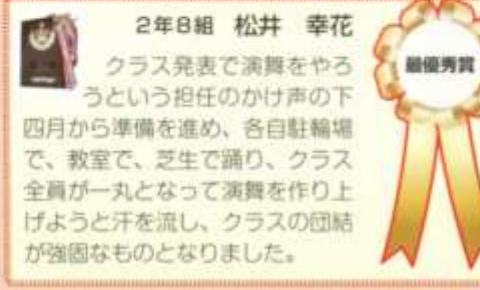 2年8組 松井 幸花
クラス発表で演舞をやろ
うという担任のかけ声の下
四月から準備を進め、各自駐輪場
で、教室で、芝生で踊り、クラス
全員が一丸となって演舞を作り上
げようと汗を流し、クラスの団結
が強固なものとなりました。
最優秀賞